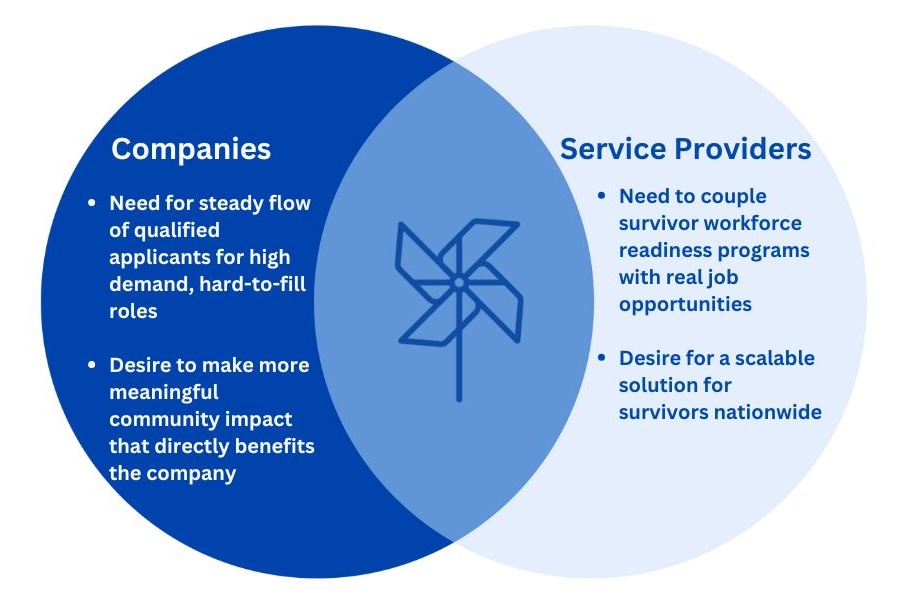 Companies
• Need for steady flow
of qualified
applicants for high
demand, hard-to-fill
roles
• Desire to make more
meaningful
community impact
that directly benefits
the company
Service Providers
• Need to couple
survivor workforce
readiness programs
with real job
opportunities
• Desire for a scalable
solution for
survivors nationwide